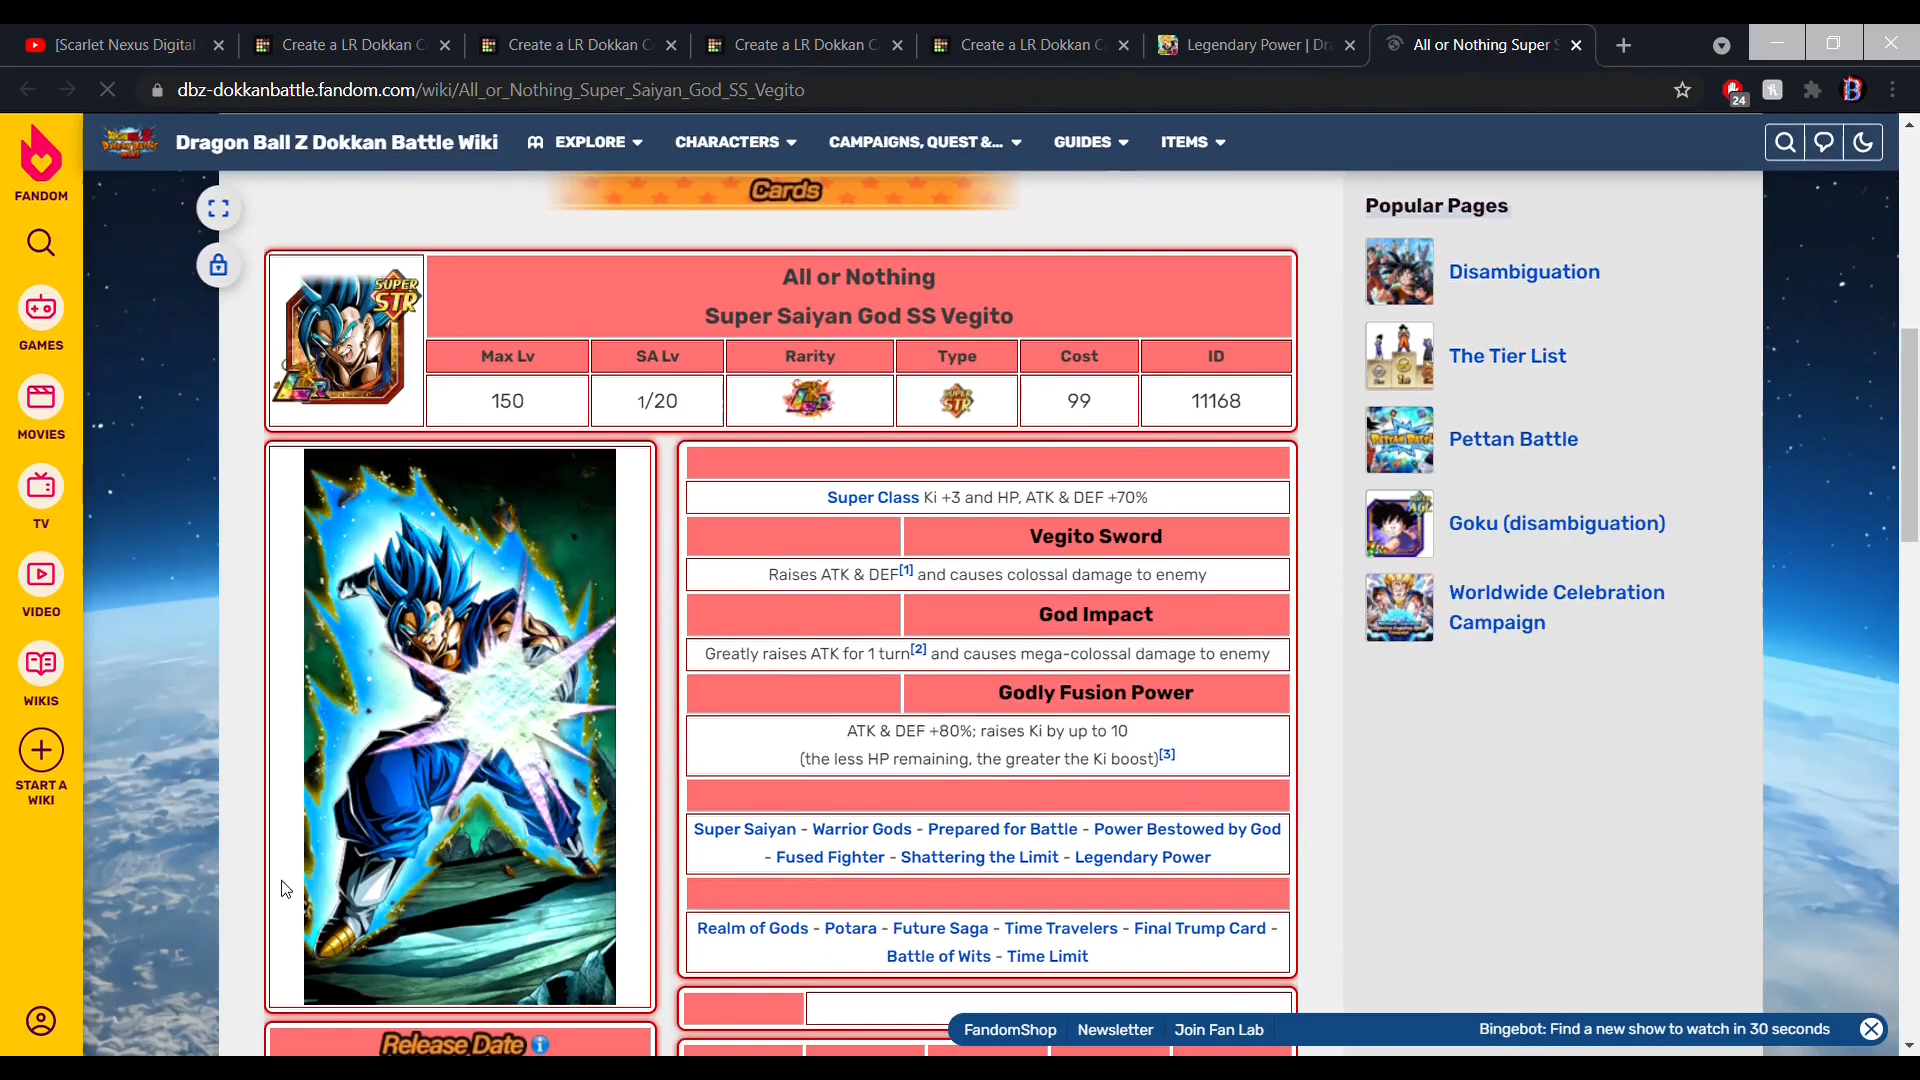 [Scarlet Nexus Digital
Create a LR Dokkan C
Create a LR Dokkan C
Create a LR Dokkan C
Create a LR Dokkan C
Legendary Power | Dr
All or Nothing Super S
dbz-dokkanbattle.fandom.com/wiki/All_or_Nothing_Super_Saiyan_God_SS_Vegito
24
Dragon Ball Z Dokkan Battle Wiki
EXPLORE
CHARACTERS
CAMPAIGNS, QUEST &...
GUIDES
ITEMS
FANDOM
GAMES
MOVIES
TV
VIDEO
WIKIS
START A
WIKI
Cards
SUPER
STR
LR
All or Nothing
Super Saiyan God SS Vegito
Max Lv
SA Lv
Rarity
Type
Cost
ID
150
1/20
LR
SUPER
STR
99
11168
Super Class Ki +3 and HP, ATK & DEF +70%
Vegito Sword
Raises ATK & DEF[1] and causes colossal damage to enemy
God Impact
Greatly raises ATK for 1 turn[2] and causes mega-colossal damage to enemy
Godly Fusion Power
ATK & DEF +80%; raises Ki by up to 10
(the less HP remaining, the greater the Ki boost)[3]
Super Saiyan - Warrior Gods - Prepared for Battle - Power Bestowed by God
- Fused Fighter - Shattering the Limit - Legendary Power
Realm of Gods - Potara - Future Saga - Time Travelers - Final Trump Card -
Battle of Wits - Time Limit
Release Date
Popular Pages
Disambiguation
The Tier List
Pettan Battle
Goku (disambiguation)
Worldwide Celebration
Campaign
FandomShop
Newsletter
Join Fan Lab
Bingebot: Find a new show to watch in 30 seconds